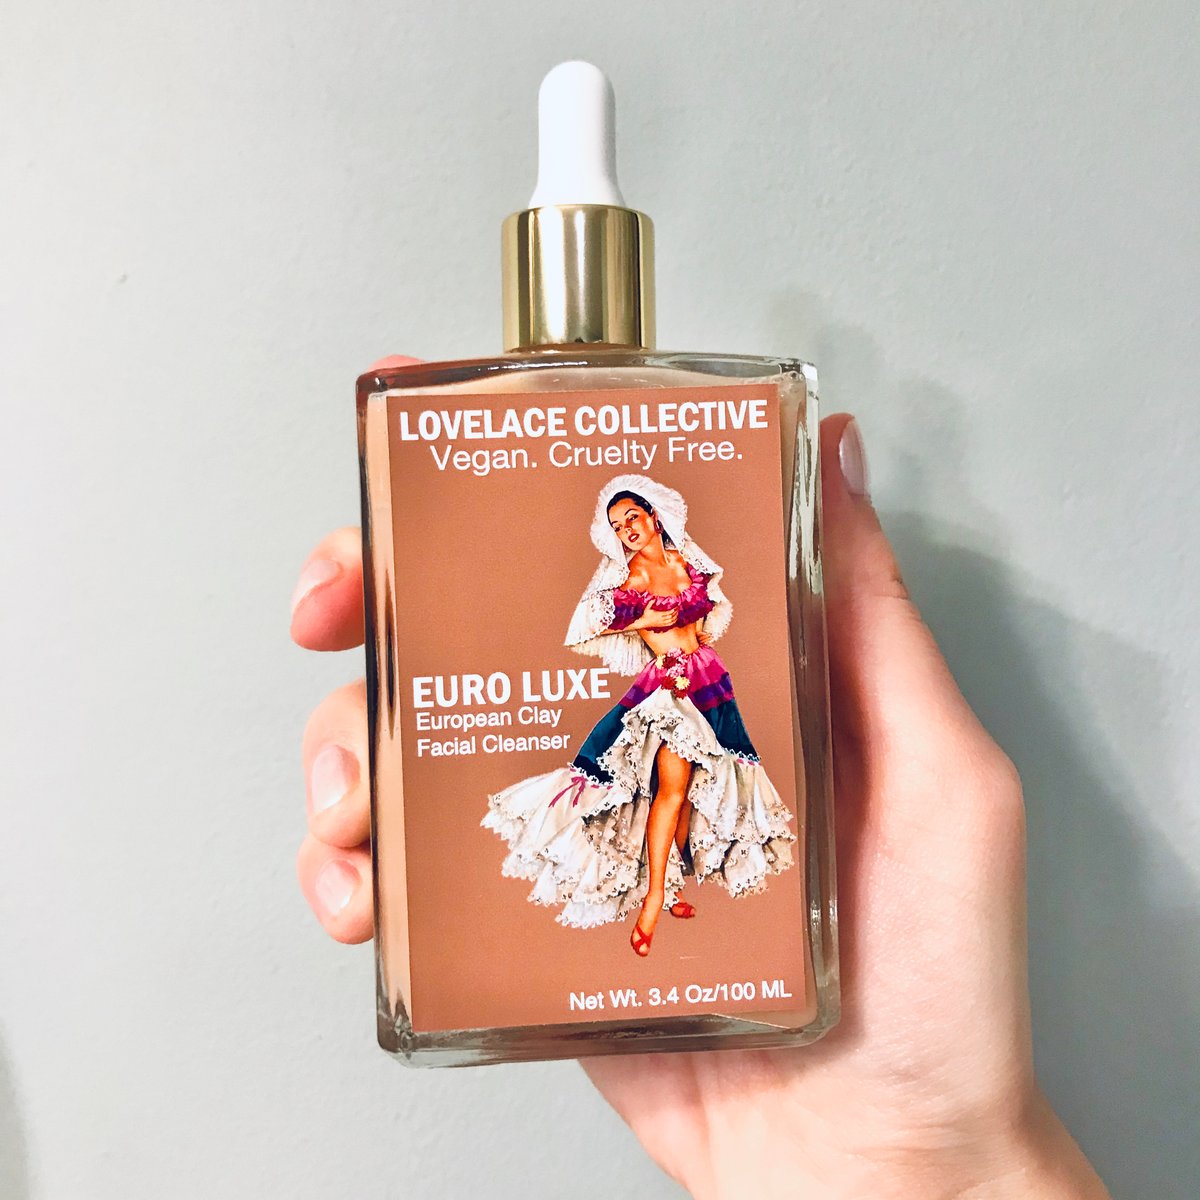 LOVELACE COLLECTIVE
Vegan. Cruelty Free.
EURO LUXE
European Clay
Facial Cleanser
Net Wt. 3.4 Oz/100 ML